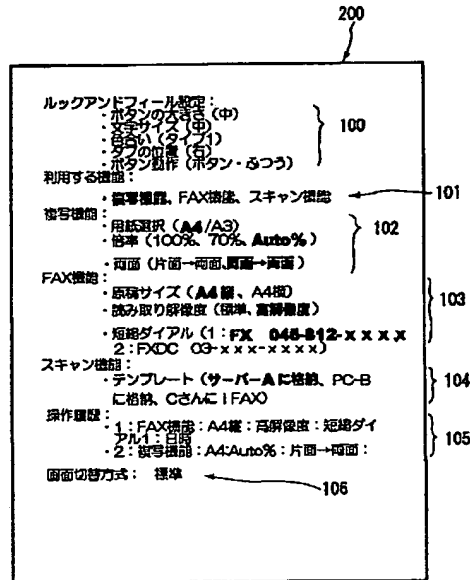 200
ルックアンドフィール設定：
・ボタンの大きさ（中）
・文字サイズ（中）
・色合い（タイプ1）
・タブの位置（右）
・ボタン動作（ボタン・ふつう）
100
利用する機能：
・複写機能、FAX機能、スキャン機能
101
複写機能：
・用紙選択（A4/A3）
・倍率（100%、70%、Auto%）
・両面（片面→両面、両面→両面）
102
FAX機能：
・原稿サイズ（A4縦、A4横）
・読み取り解像度（標準、高解像度）
・短縮ダイアル（1：FX 045-812-xxxx
2：FXDC 03-xxx-xxxx）
103
スキャン機能：
・テンプレート（サーバーAに格納、PC-B
に格納、CさんにIFAX）
104
操作履歴：
・1：FAX機能：A4縦：高解像度：短縮ダイ
アル1：日時
・2：複写機能：A4:Auto%：片面→両面：
105
画面切替方式： 標準
106